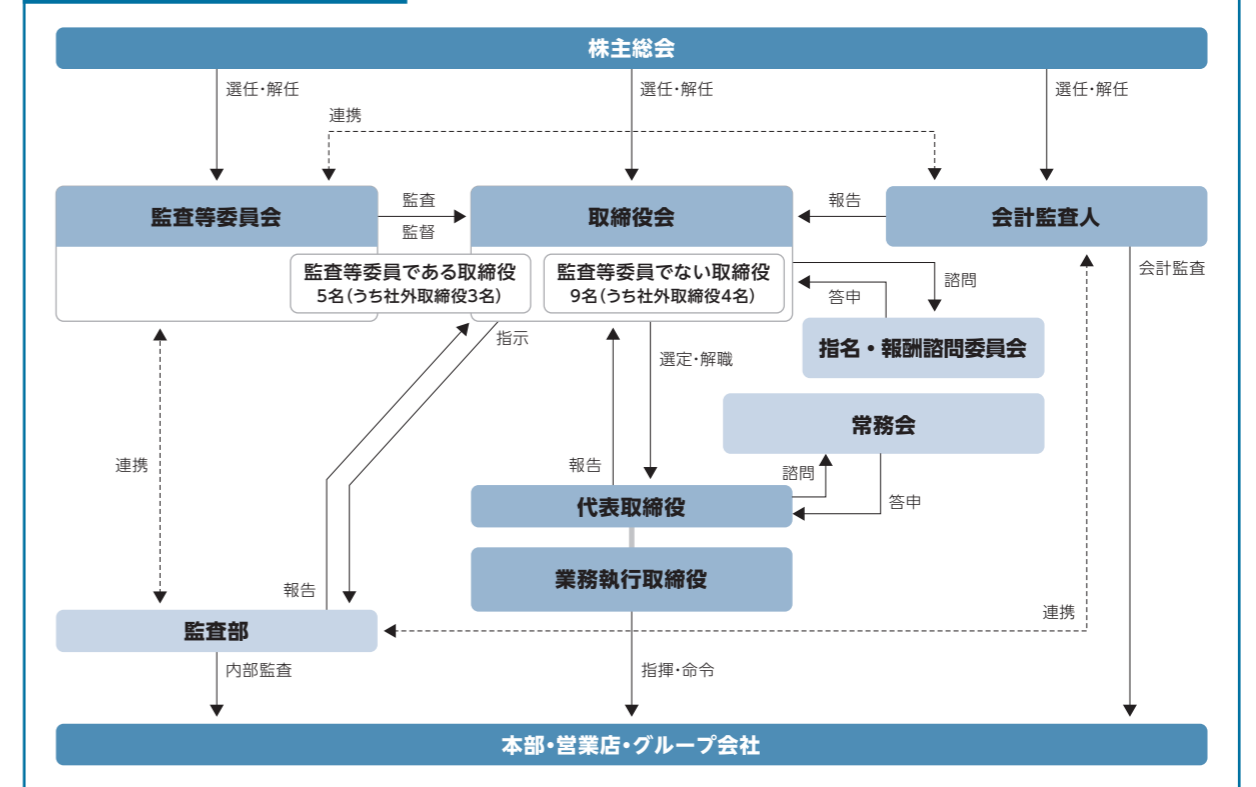 株主総会
選任・解任
選任・解任
選任・解任
連携
監査等委員会
監査
監督
取締役会
報告
会計監査人
監査等委員である取締役
5名(うち社外取締役3名)
監査等委員でない取締役
9名(うち社外取締役4名)
諮問
答申
会計監査
指名・報酬諮問委員会
指示
選定・解職
常務会
連携
報告
諮問
答申
代表取締役
業務執行取締役
報告
監査部
連携
内部監査
指揮・命令
本部・営業店・グループ会社